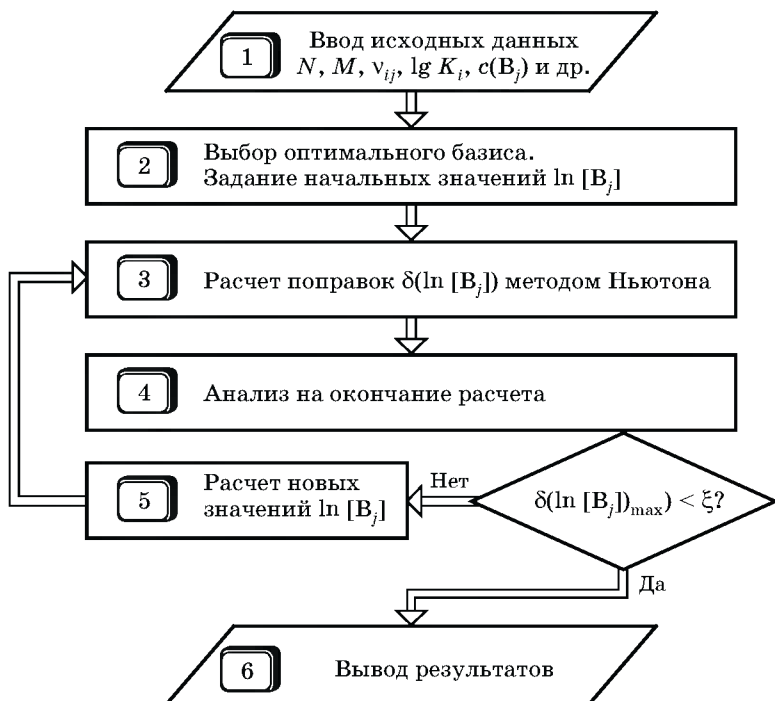 1
Ввод исходных данных
N, M, νij, lg Ki, c(Bj) и др.
2
Выбор оптимального базиса.
Задание начальных значений ln [Bj]
3
Расчет поправок δ(ln [Bj]) методом Ньютона
4
Анализ на окончание расчета
5
Расчет новых
значений ln [Bj]
Нет
δ(ln [Bj])max) < ξ?
Да
6
Вывод результатов